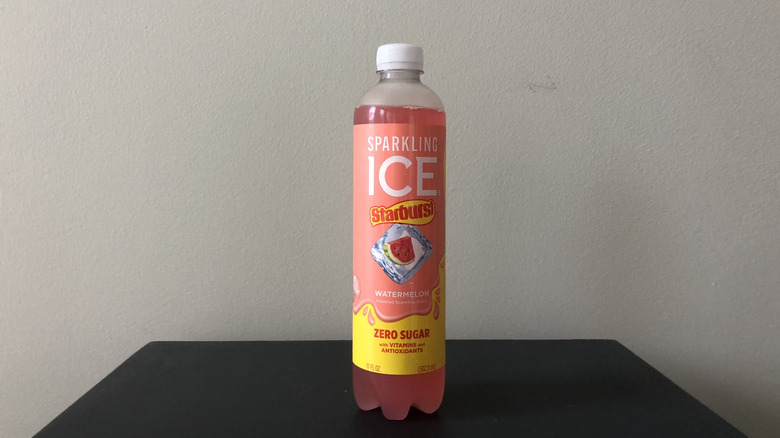 SPARKLING
ICE
Starburst
WATERMELON
ZERO SUGAR
with VITAMINS and
ANTIOXIDANTS